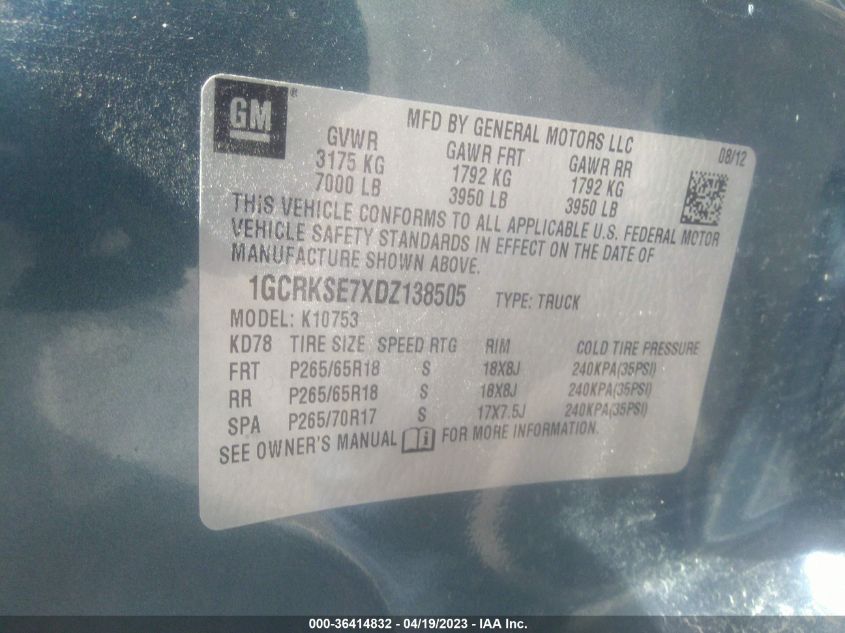 GM ®
MFD BY GENERAL MOTORS LLC
08/12
GVWR GAWR FRT GAWR RR
3175 KG 1792 KG 1792 KG
7000 LB 3950 LB 3950 LB
THIS VEHICLE CONFORMS TO ALL APPLICABLE U.S. FEDERAL MOTOR
VEHICLE SAFETY STANDARDS IN EFFECT ON THE DATE OF
MANUFACTURE SHOWN ABOVE.
1GCRKSE7XDZ138505 TYPE: TRUCK
MODEL: K10753
KD78 TIRE SIZE SPEED RTG RIM COLD TIRE PRESSURE
FRT P265/65R18 S 18X8J 240KPA(35PSI)
RR P265/65R18 S 18X8J 240KPA(35PSI)
SPA P265/70R17 S 17X7.5J 240KPA(35PSI)
SEE OWNER'S MANUAL i FOR MORE INFORMATION.
000-36414832 - 04/19/2023 - IAA Inc.